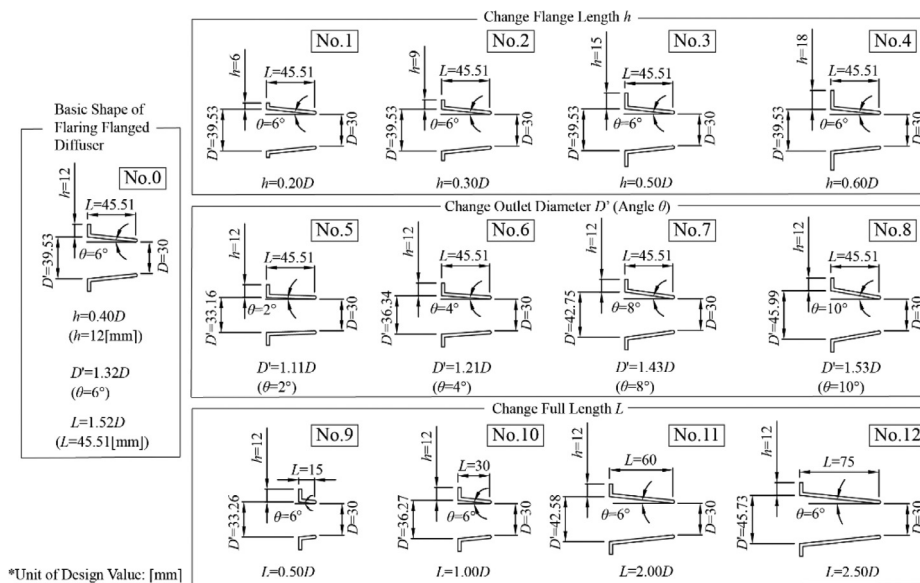 Basic Shape of
Flaring Flanged
Diffuser
No.0
h=12
L=45.51
D'=39.53
θ=6°
D=30
h=0.40D
(h=12[mm])
D'=1.32D
(θ=6°)
L=1.52D
(L=45.51[mm])
Change Flange Length h
No.1
h=6
L=45.51
D'=39.53
θ=6°
D=30
h=0.20D
No.2
h=9
L=45.51
D'=39.53
θ=6°
D=30
h=0.30D
No.3
h=15
L=45.51
D'=39.53
θ=6°
D=30
h=0.50D
No.4
h=18
L=45.51
D'=39.53
θ=6°
D=30
h=0.60D
Change Outlet Diameter D' (Angle θ)
No.5
h=12
L=45.51
D'=33.16
θ=2°
D=30
D'=1.11D
(θ=2°)
No.6
h=12
L=45.51
D'=36.34
θ=4°
D=30
D'=1.21D
(θ=4°)
No.7
h=12
L=45.51
D'=42.75
θ=8°
D=30
D'=1.43D
(θ=8°)
No.8
h=12
L=45.51
D'=45.99
θ=10°
D=30
D'=1.53D
(θ=10°)
Change Full Length L
No.9
h=12
L=15
D'=33.26
θ=6°
D=30
L=0.50D
No.10
h=12
L=30
D'=36.27
θ=6°
D=30
L=1.00D
No.11
h=12
L=60
D'=42.58
θ=6°
D=30
L=2.00D
No.12
h=12
L=75
D'=45.73
θ=6°
D=30
L=2.50D
*Unit of Design Value: [mm]